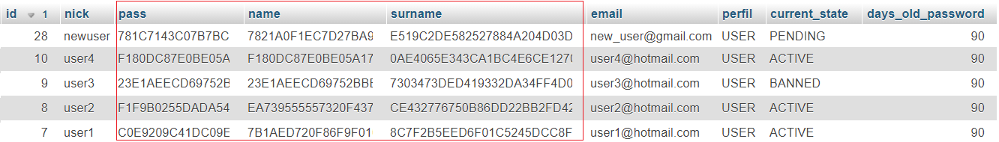 id 1 nick pass name surname email perfil current_state days_old_password
28 newuser 781C7143C07B7BC 7821A0F1EC7D27BA9 E519C2DE582527884A204D03D new_user@gmail.com USER PENDING 90
10 user4 F180DC87E0BE05A F180DC87E0BE05A17 0AE4065E343CA1BC4E6CE1270 user4@hotmail.com USER ACTIVE 90
9 user3 23E1AEECD69752B 23E1AEECD69752BBE 7303473DED419332DA34FF4D0 user3@hotmail.com USER BANNED 90
8 user2 F1F9B0255DADA54 EA739555557320F437 CE432776750B86DD22BB2FD42 user2@hotmail.com USER ACTIVE 90
7 user1 C0E9209C41DC09E 7B1AED720F86F9F01 8C7F2B5EED6F01C5245DCC8F user1@hotmail.com USER ACTIVE 90